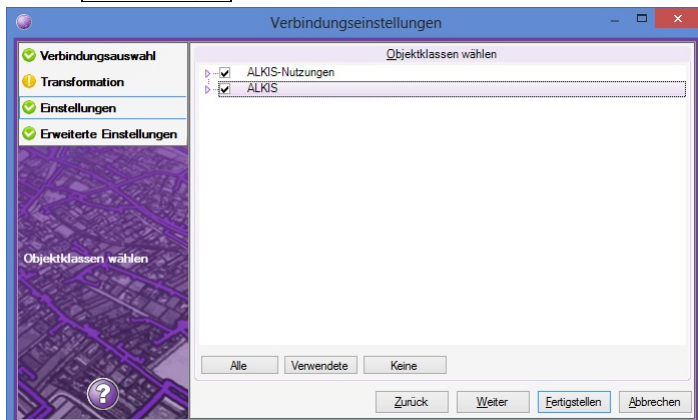 Verbindungseinstellungen
Verbindungsauswahl
Transformation
Einstellungen
Erweiterte Einstellungen
Objektklassen wählen
Objektklassen wählen
ALKIS-Nutzungen
ALKIS
Alle Verwendete Keine
?
Zurück Weiter Fertigstellen Abbrechen